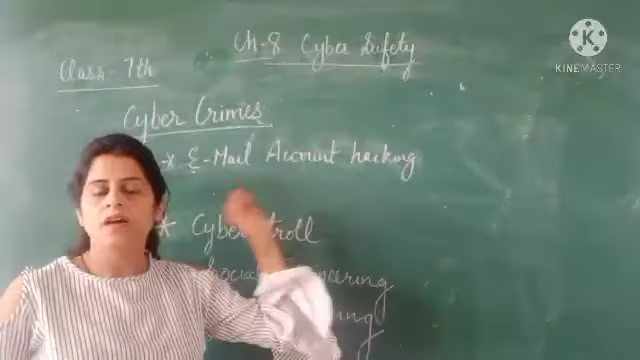 Ch-8 Cyber Safety
Class-7th
Cyber Crimes
* E-Mail Account hacking
* Cyber troll
KINEMASTER